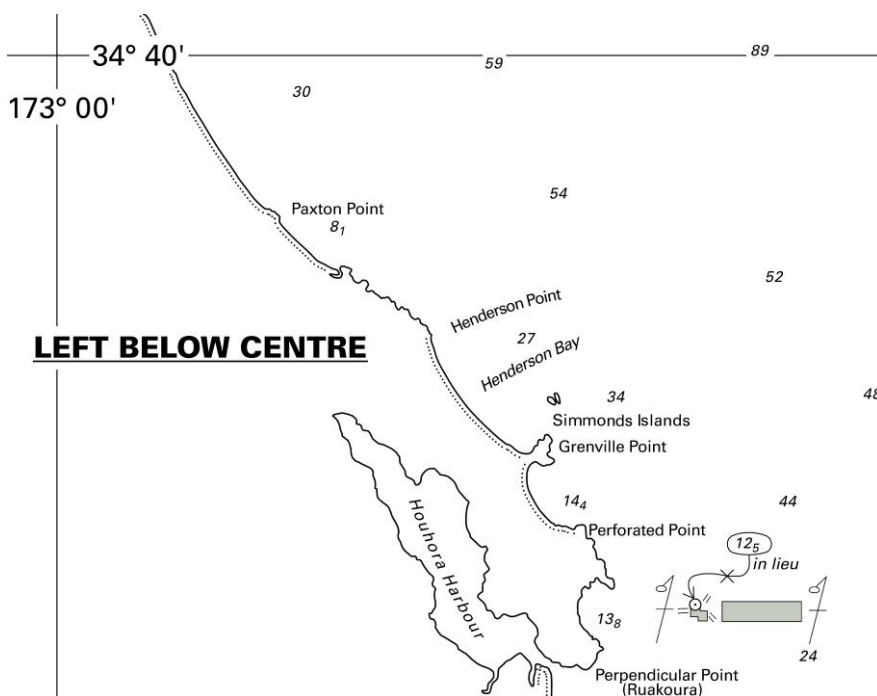 34° 40'
59
89
173° 00'
30
54
Paxton Point
8₁
52
Henderson Point
27
LEFT BELOW CENTRE
Henderson Bay
34
48
Simmonds Islands
Grenville Point
Houhora Harbour
14₄
44
Perforated Point
12₅
in lieu
13₈
24
Perpendicular Point
(Ruakoura)